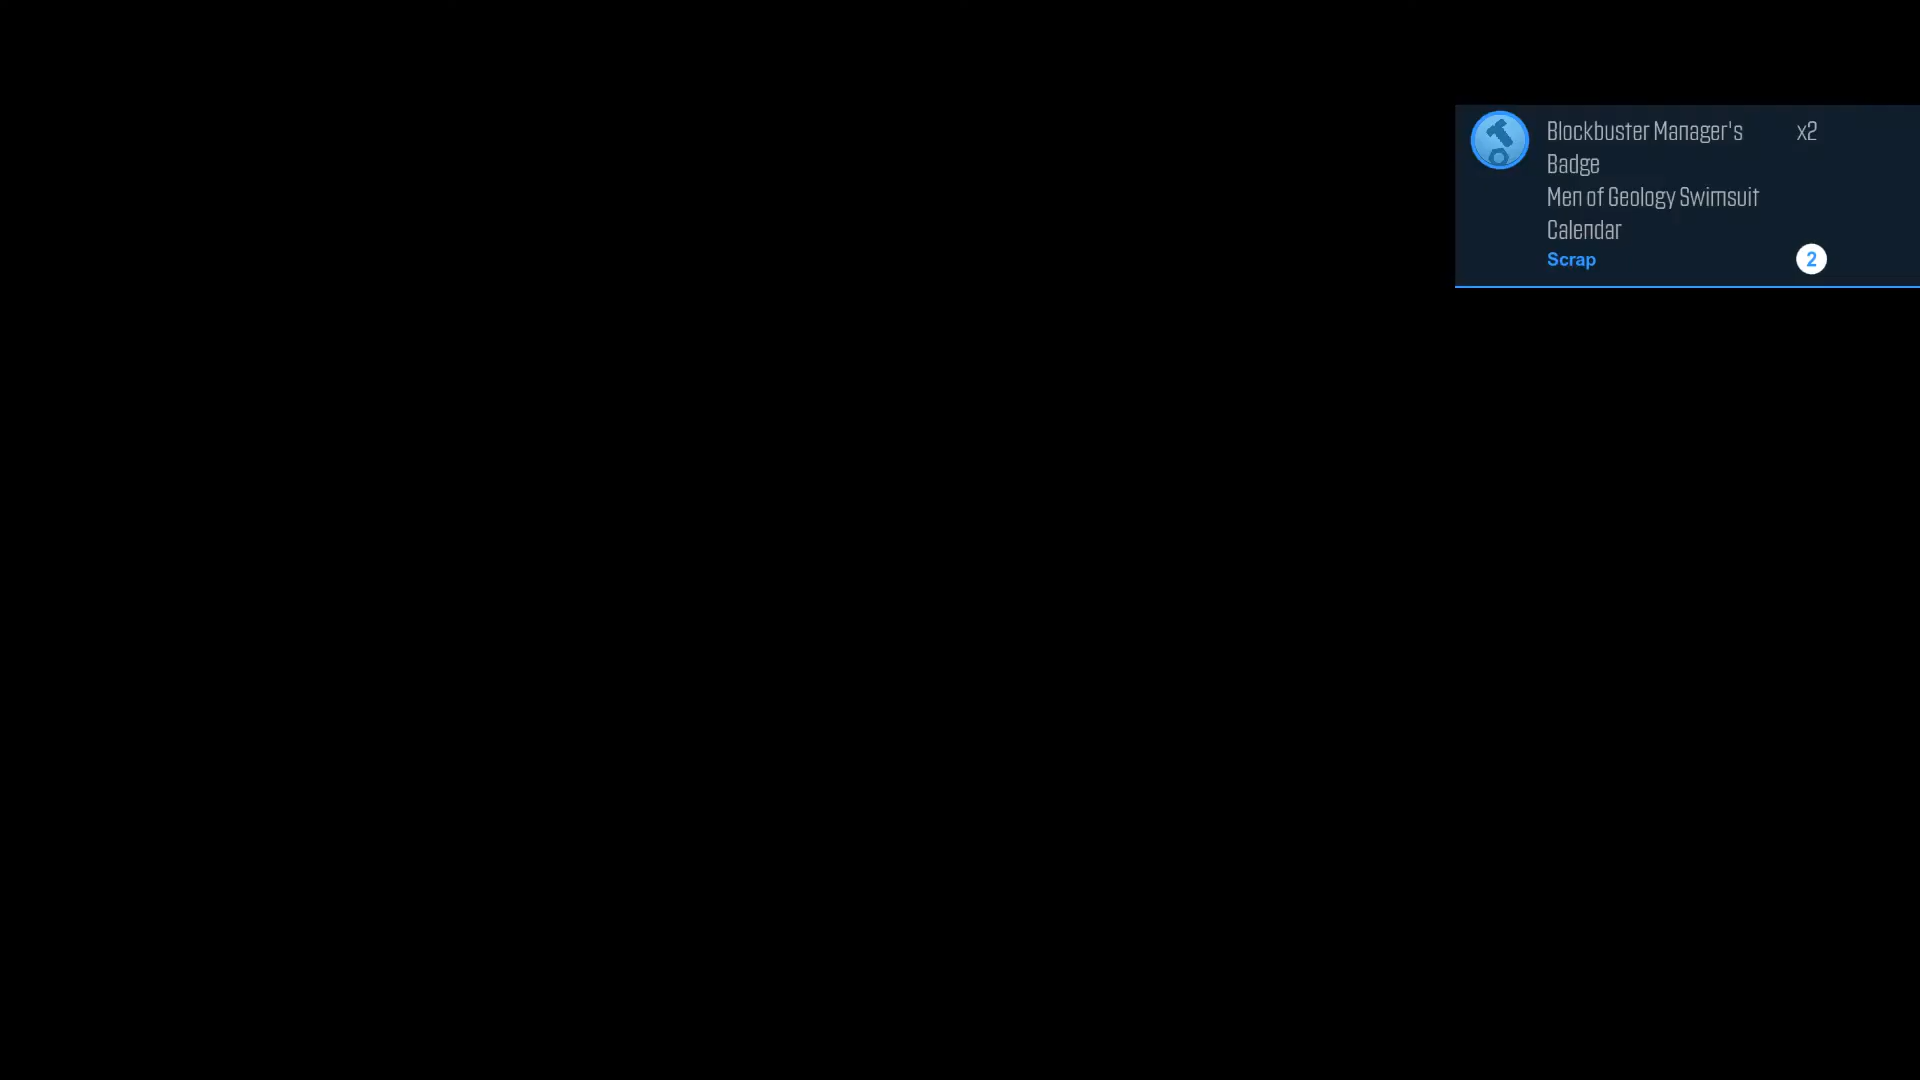 Blockbuster Manager's x2
Badge
Men of Geology Swimsuit
Calendar
Scrap 2